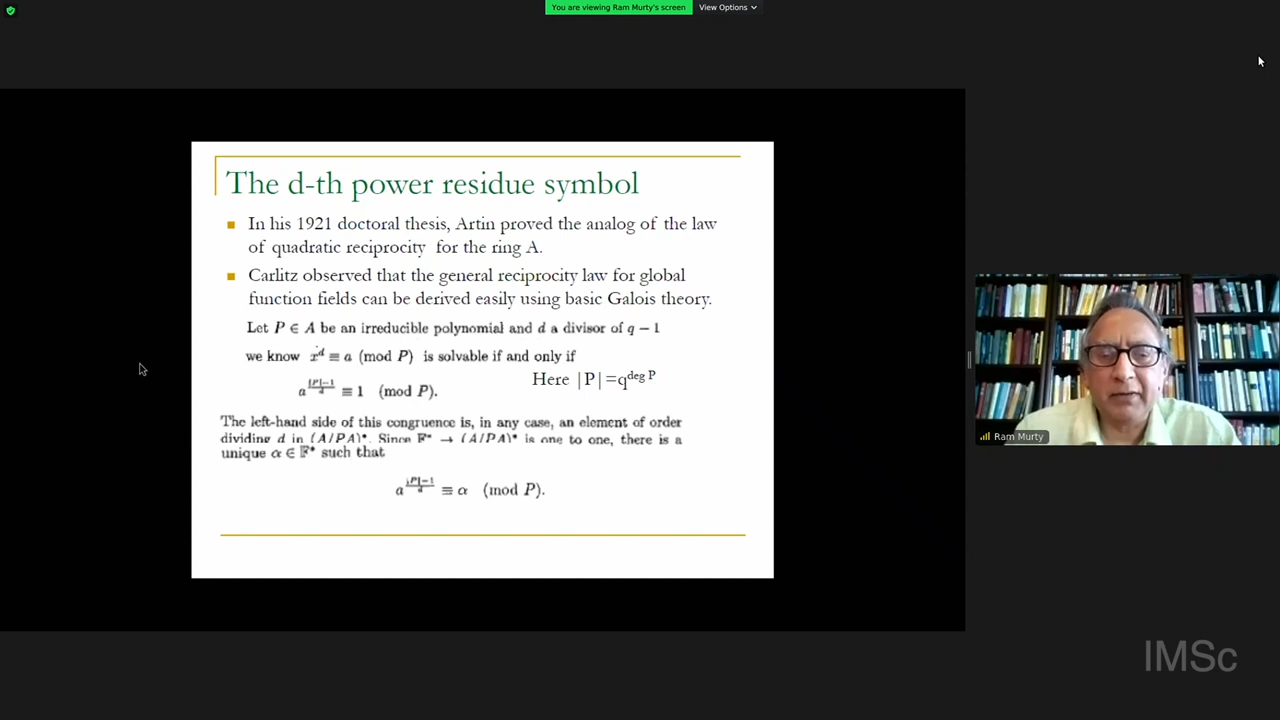 You are viewing Ram Murty's screen
View Options
The d-th power residue symbol
In his 1921 doctoral thesis, Artin proved the analog of the law
of quadratic reciprocity for the ring A.
Carlitz observed that the general reciprocity law for global
function fields can be derived easily using basic Galois theory.
Let P ∈ A be an irreducible polynomial and d a divisor of q − 1
we know x^d ≡ a (mod P) is solvable if and only if
Here |P|=q^{deg P}
a^{\frac{|P|-1}{d}} ≡ 1 (mod P).
The left-hand side of this congruence is, in any case, an element of order
dividing d in (A/PA)*. Since F* → (A/PA)* is one to one, there is a
unique α ∈ F* such that
a^{\frac{|P|-1}{d}} ≡ α (mod P).
Ram Murty
IMSc